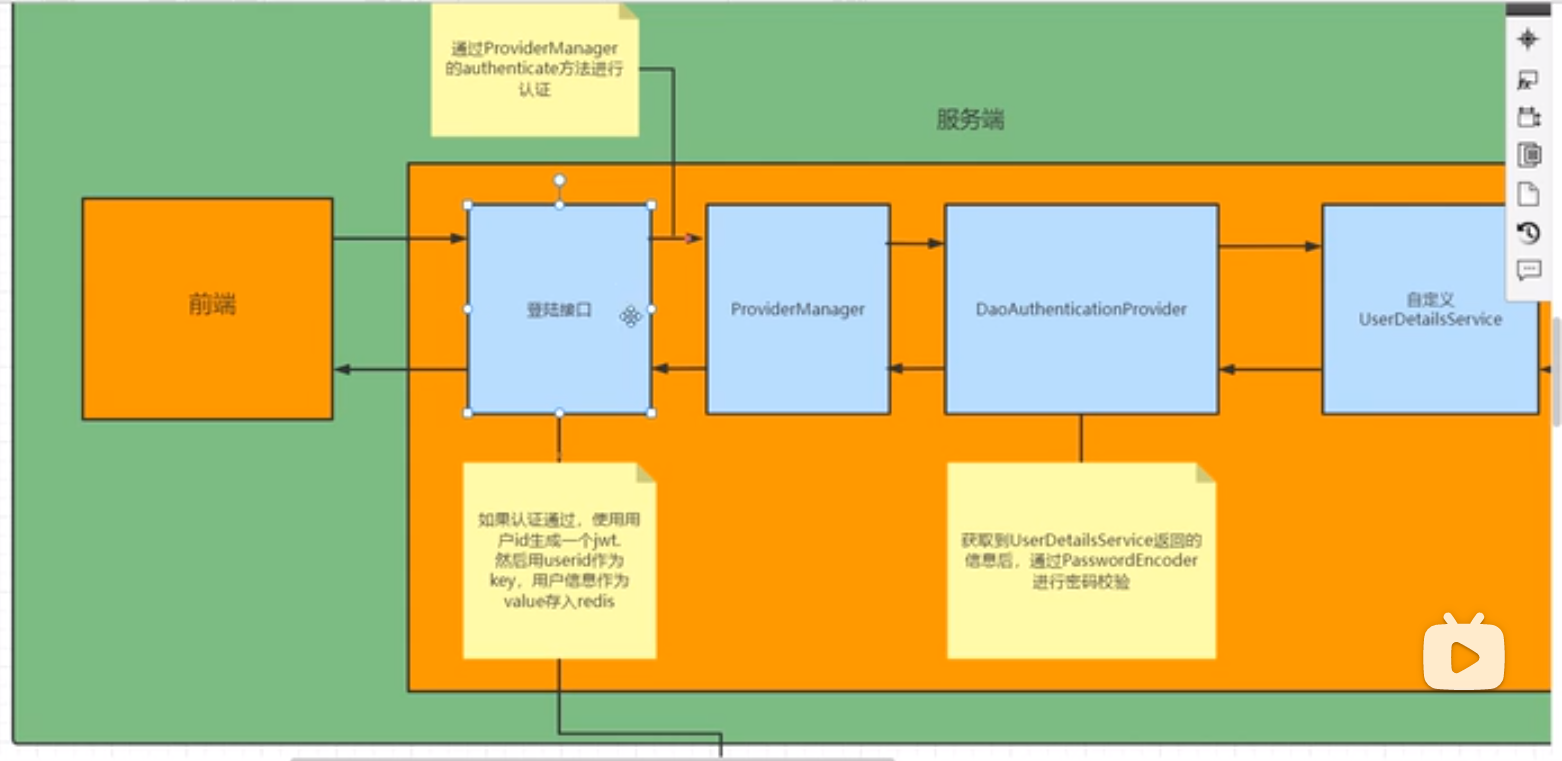 通过ProviderManager
的authenticate方法进行
认证
服务端
前端
登陆接口
ProviderManager
DaoAuthenticationProvider
自定义
UserDetailsService
如果认证通过，使用用
户id生成一个jwt.
然后用userid作为
key，用户信息作为
value存入redis
获取到UserDetailsService返回的
信息后，通过PasswordEncoder
进行密码校验